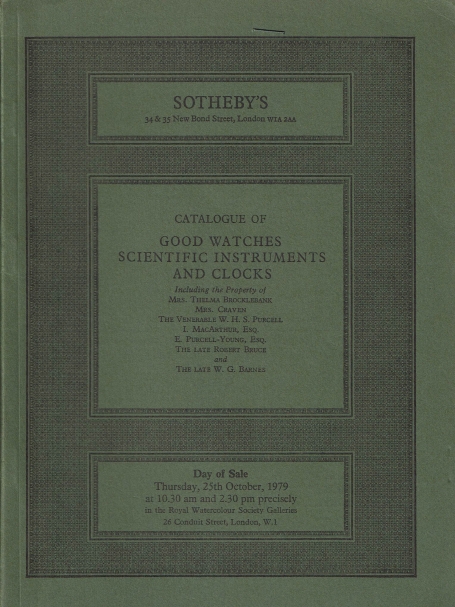 SOTHEBY'S
34 & 35 New Bond Street, London W1A 2AA
CATALOGUE OF
GOOD WATCHES
SCIENTIFIC INSTRUMENTS
AND CLOCKS
Including the Property of
Mrs. Thelma Brocklebank
Mrs. Craven
The Venerable W. H. S. Purcell
I. MacArthur, Esq.
E. Purcell-Young, Esq.
The late Robert Bruce
and
The late W. G. Barnes
Day of Sale
Thursday, 25th October, 1979
at 10.30 am and 2.30 pm precisely
in the Royal Watercolour Society Galleries
26 Conduit Street, London, W.1